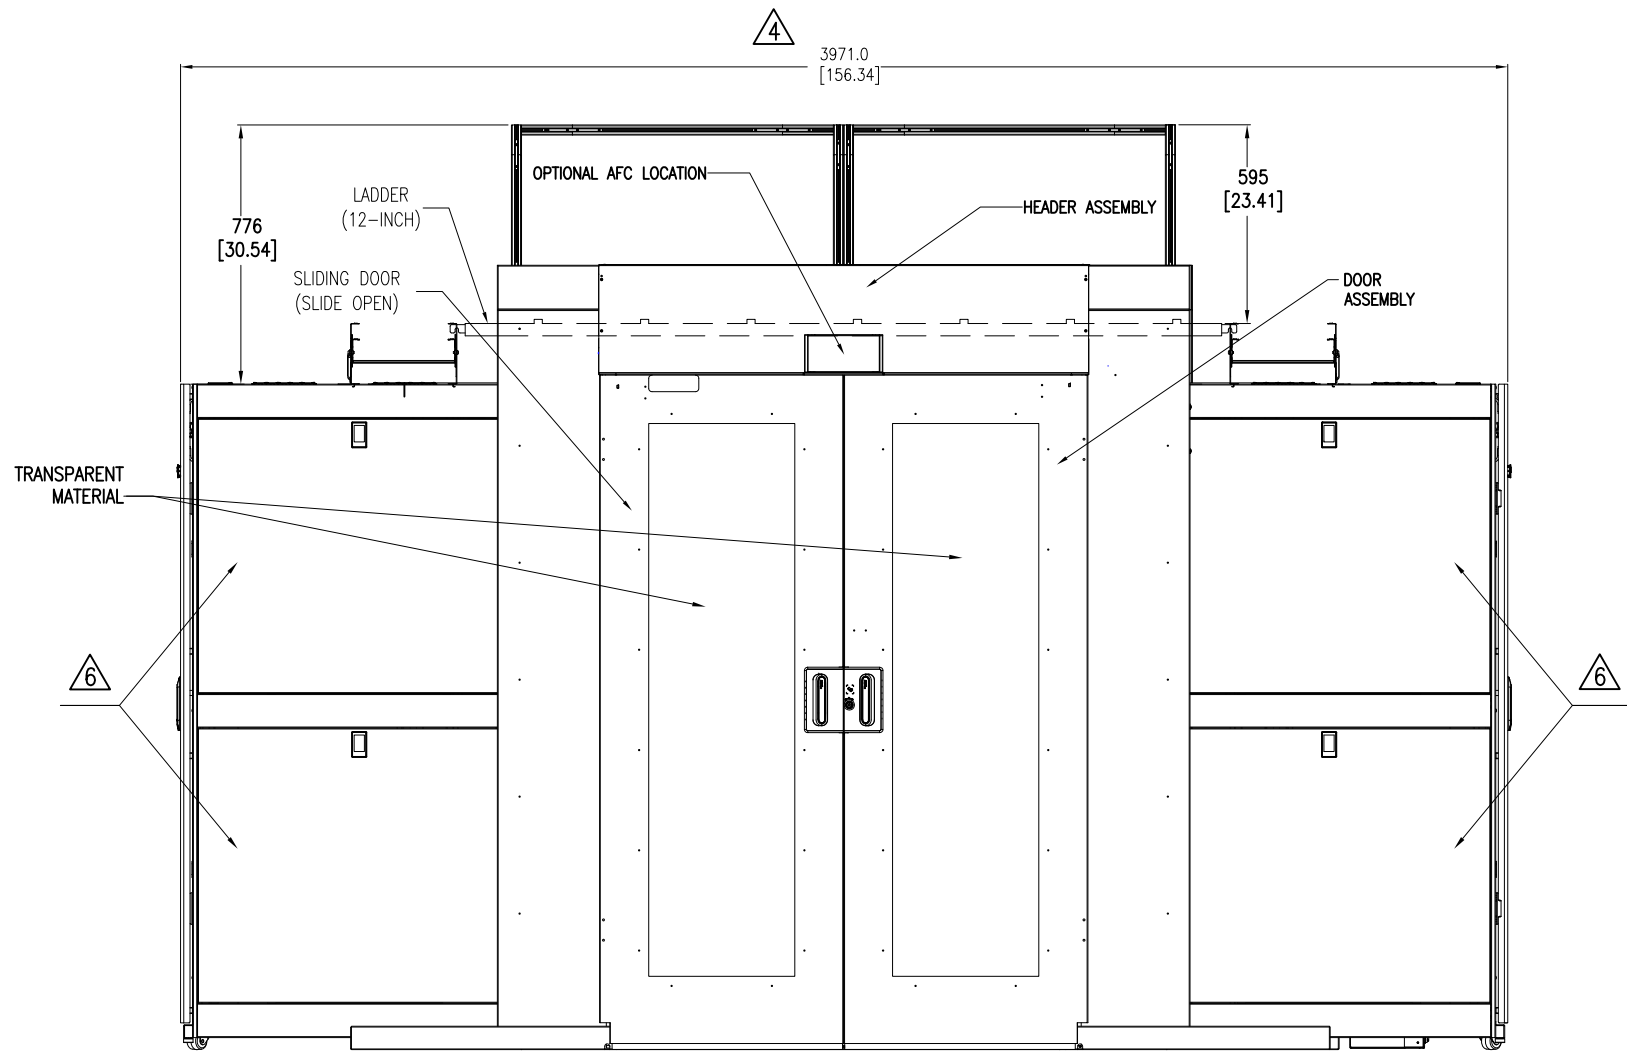 4
3971.0
[156.34]
OPTIONAL AFC LOCATION
595
[23.41]
LADDER
(12-INCH)
HEADER ASSEMBLY
776
[30.54]
SLIDING DOOR
(SLIDE OPEN)
DOOR
ASSEMBLY
TRANSPARENT
MATERIAL
6
6